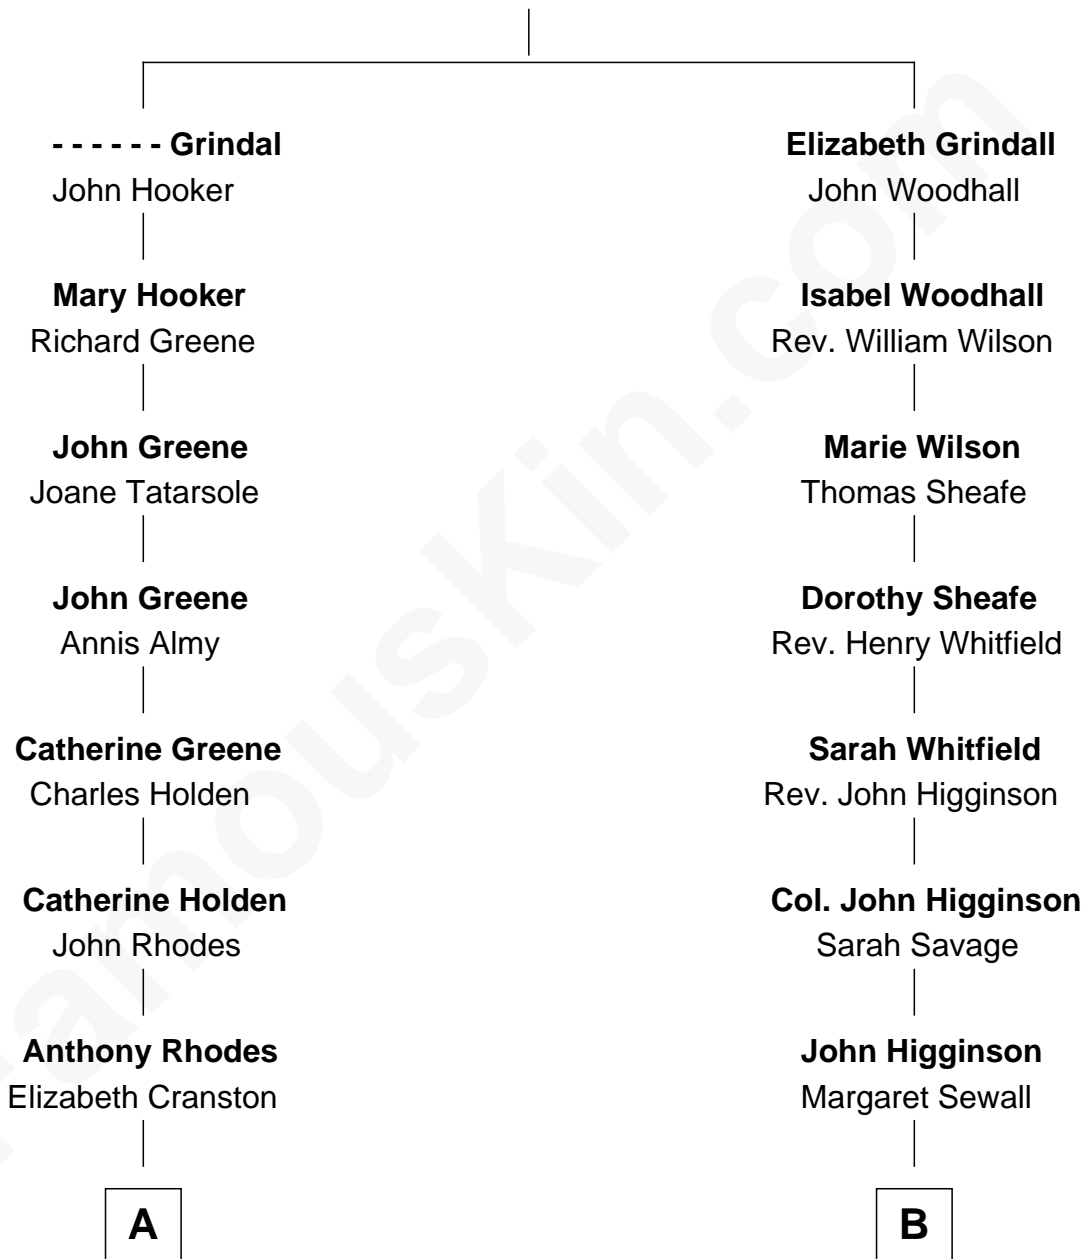 - - - - - - Grindal
John Hooker
Mary Hooker
Richard Greene
John Greene
Joane Tatarsole
John Greene
Annis Almy
Catherine Greene
Charles Holden
Catherine Holden
John Rhodes
Anthony Rhodes
Elizabeth Cranston
A
Elizabeth Grindall
John Woodhall
Isabel Woodhall
Rev. William Wilson
Marie Wilson
Thomas Sheafe
Dorothy Sheafe
Rev. Henry Whitfield
Sarah Whitfield
Rev. John Higginson
Col. John Higginson
Sarah Savage
John Higginson
Margaret Sewall
B
FamousKin.com